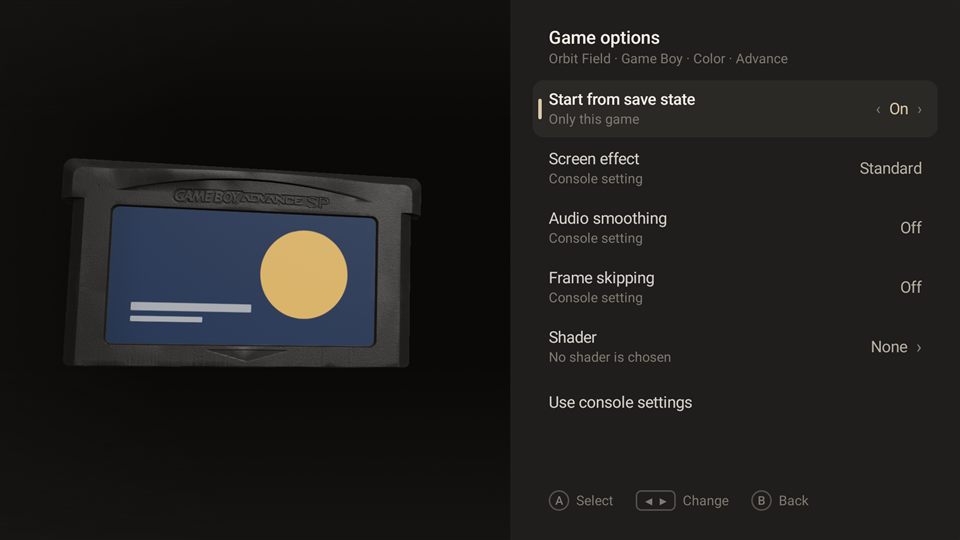 Game options
Orbit Field · Game Boy · Color · Advance
Start from save state
‹ On ›
Only this game
Screen effect
Standard
Console setting
Audio smoothing
Off
Console setting
Frame skipping
Off
Console setting
Shader
None ›
No shader is chosen
Use console settings
GAME BOY ADVANCE SP
A Select ◄ ► Change B Back